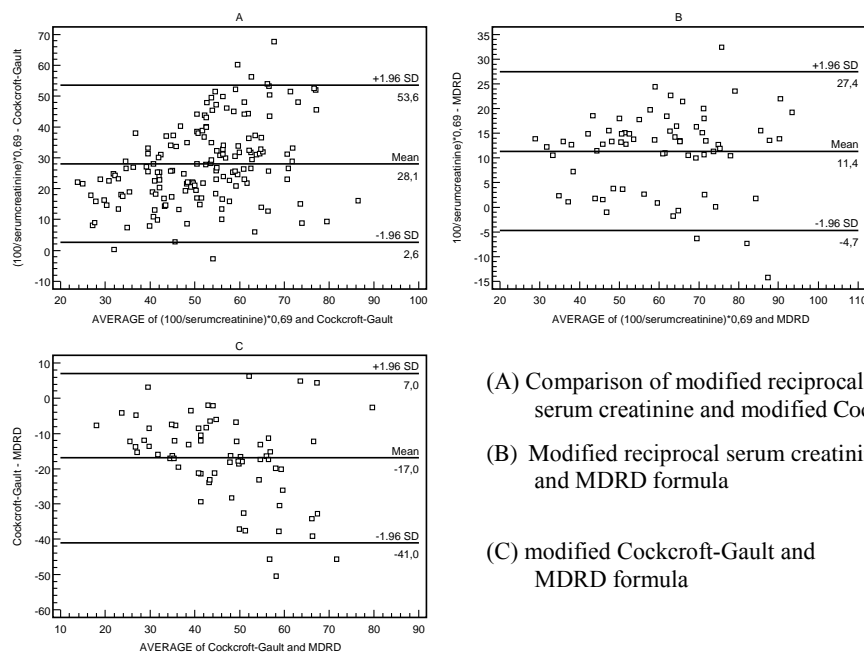 A
(100/serumcreatinine)*0,69 - Cockcroft-Gault
70
60
50
40
30
20
10
0
-10
+1.96 SD
53,6
Mean
28,1
-1.96 SD
2,6
20 30 40 50 60 70 80 90 100
AVERAGE of (100/serumcreatinine)*0,69 and Cockcroft-Gault
B
100/serumcreatinine)*0,69 - MDRD
35
30
25
20
15
10
5
0
-5
-10
-15
+1.96 SD
27,4
Mean
11,4
-1.96 SD
-4,7
20 30 40 50 60 70 80 90 100 110
AVERAGE of (100/serumcreatinine)*0,69 and MDRD
C
Cockcroft-Gault - MDRD
10
0
-10
-20
-30
-40
-50
-60
+1.96 SD
7,0
Mean
-17,0
-1.96 SD
-41,0
10 20 30 40 50 60 70 80 90
AVERAGE of Cockcroft-Gault and MDRD
(A) Comparison of modified reciprocal
serum creatinine and modified Coc
(B) Modified reciprocal serum creatini
and MDRD formula
(C) modified Cockcroft-Gault and
MDRD formula